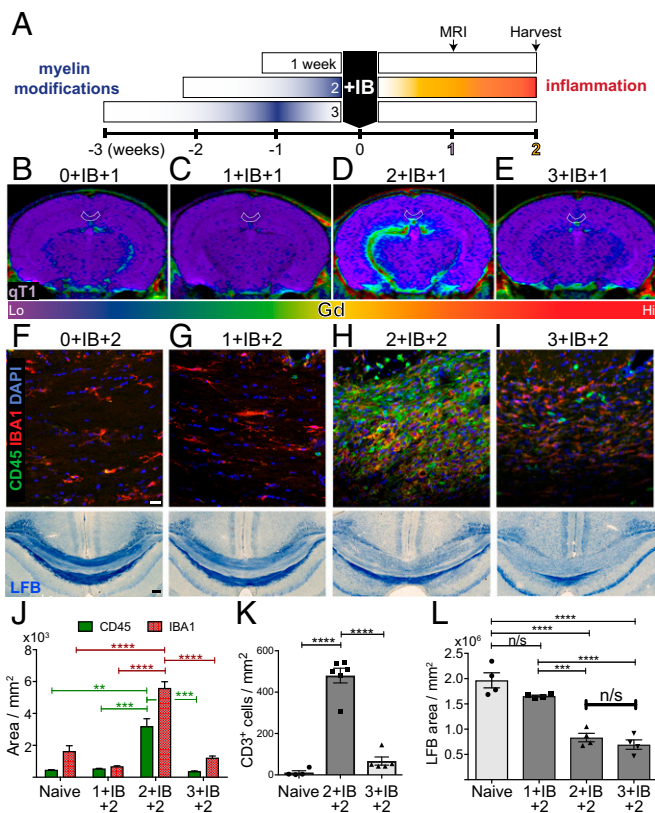 A
MRI
Harvest
1 week
myelin
modifications
2
+IB
inflammation
3
-3 (weeks)
-2
-1
0
1
2
B
0+IB+1
C
1+IB+1
D
2+IB+1
E
3+IB+1
qT1
Lo
Gd
Hi
F
0+IB+2
G
1+IB+2
H
2+IB+2
I
3+IB+2
CD45 IBA1 DAPI
LFB
J
CD45
IBA1
x10³
Area / mm²
8
6
4
2
****
****
****
**
***
***
Naive
1+IB
+2
2+IB
+2
3+IB
+2
K
CD3⁺ cells / mm²
600
400
200
0
****
****
Naive
2+IB
+2
3+IB
+2
L
x10⁶
LFB area / mm²
2.5
2.0
1.5
1.0
0.5
****
****
n/s
****
***
n/s
Naive
1+IB
+2
2+IB
+2
3+IB
+2